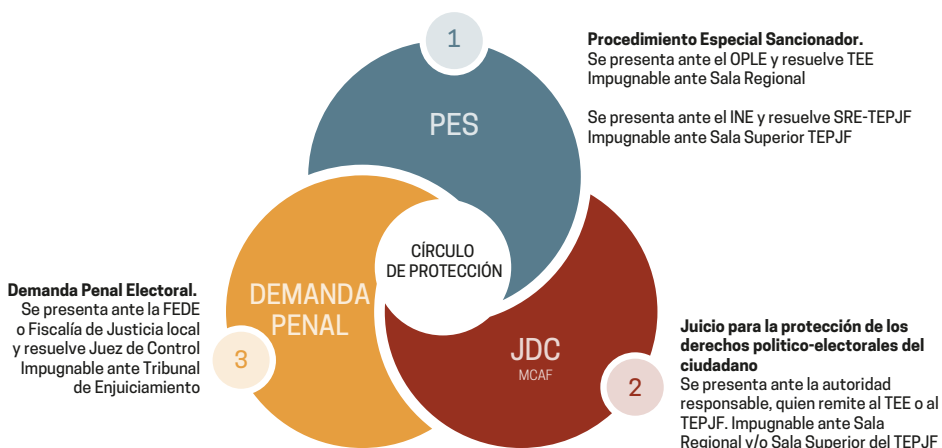 1
PES
Procedimiento Especial Sancionador.
Se presenta ante el OPLE y resuelve TEE
Impugnable ante Sala Regional
Se presenta ante el INE y resuelve SRE-TEPJF
Impugnable ante Sala Superior TEPJF
CÍRCULO
DE PROTECCIÓN
Demanda Penal Electoral.
Se presenta ante la FEDE
o Fiscalía de Justicia local
y resuelve Juez de Control
Impugnable ante Tribunal
de Enjuiciamiento
DEMANDA
PENAL
3
JDC
MCAF
2
Juicio para la protección de los
derechos politico-electorales del
ciudadano
Se presenta ante la autoridad
responsable, quien remite al TEE o al
TEPJF. Impugnable ante Sala
Regional y/o Sala Superior del TEPJF